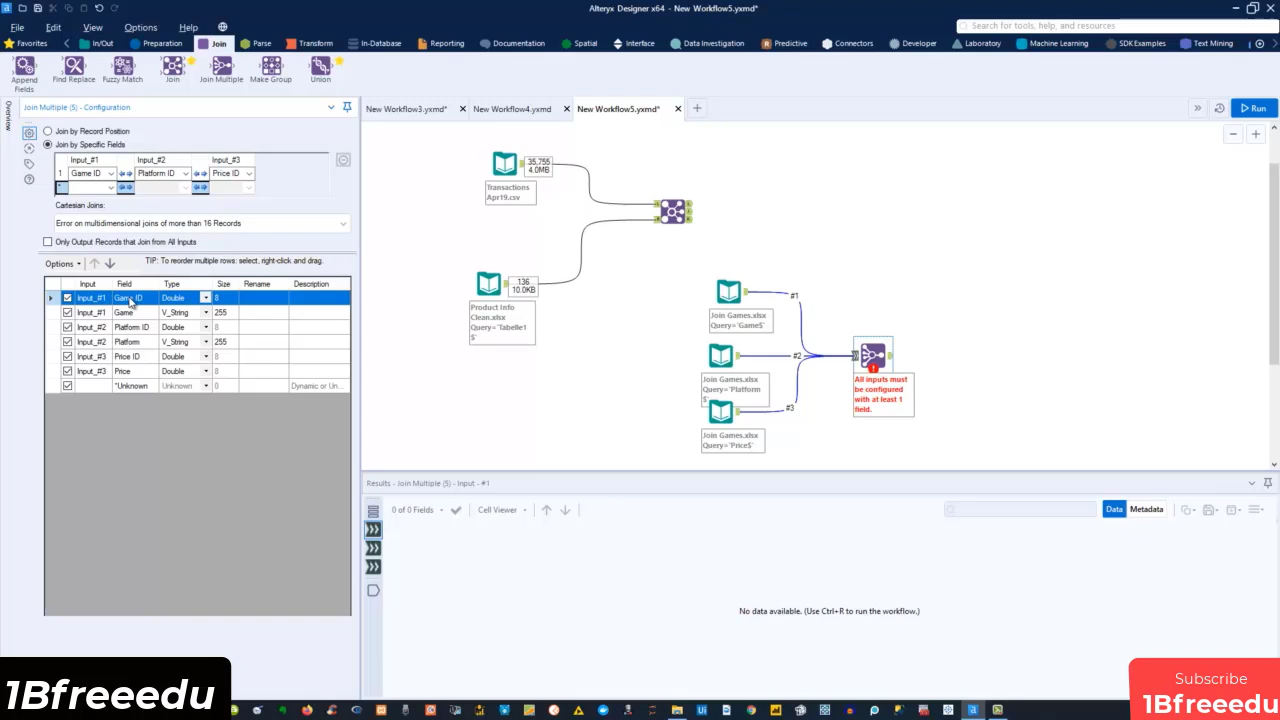 Alteryx Designer x64 - New Workflow5.yxmd*
File Edit View Options Help
Search for tools, help, and resources
Favorites In/Out Preparation Join Parse Transform In-Database Reporting Documentation Spatial Interface Data Investigation Predictive Connectors Developer Laboratory Machine Learning SDK Examples Text Mining
Append Fields Find Replace Fuzzy Match Join Join Multiple Make Group Union
Overview
Join Multiple (5) - Configuration
New Workflow3.yxmd* New Workflow4.yxmd New Workflow5.yxmd*
Run
Join by Record Position
Join by Specific Fields
Input_#1 Input_#2 Input_#3
1 Game ID Platform ID Price ID
*
Cartesian Joins:
Error on multidimensional joins of more than 16 Records
Only Output Records that Join from All Inputs
Options TIP: To reorder multiple rows: select, right-click and drag.
Input Field Type Size Rename Description
Input_#1 Game ID Double 8
Input_#1 Game V_String 255
Input_#2 Platform ID Double 8
Input_#2 Platform V_String 255
Input_#3 Price ID Double 8
Input_#3 Price Double 8
*Unknown Unknown 0 Dynamic or Un...
35,755
4.0MB
Transactions
Apr19.csv
136
10.0KB
Product Info
Clean.xlsx
Query=`Tabelle1
$`
#1
Join Games.xlsx
Query=`Game$`
#2
Join Games.xlsx
Query=`Platform
$`
#3
Join Games.xlsx
Query=`Price$`
All inputs must
be configured
with at least 1
field.
Results - Join Multiple (5) - Input - #1
0 of 0 Fields Cell Viewer Data Metadata
No data available. (Use Ctrl+R to run the workflow.)
1Bfreeedu
Subscribe
1Bfreeedu